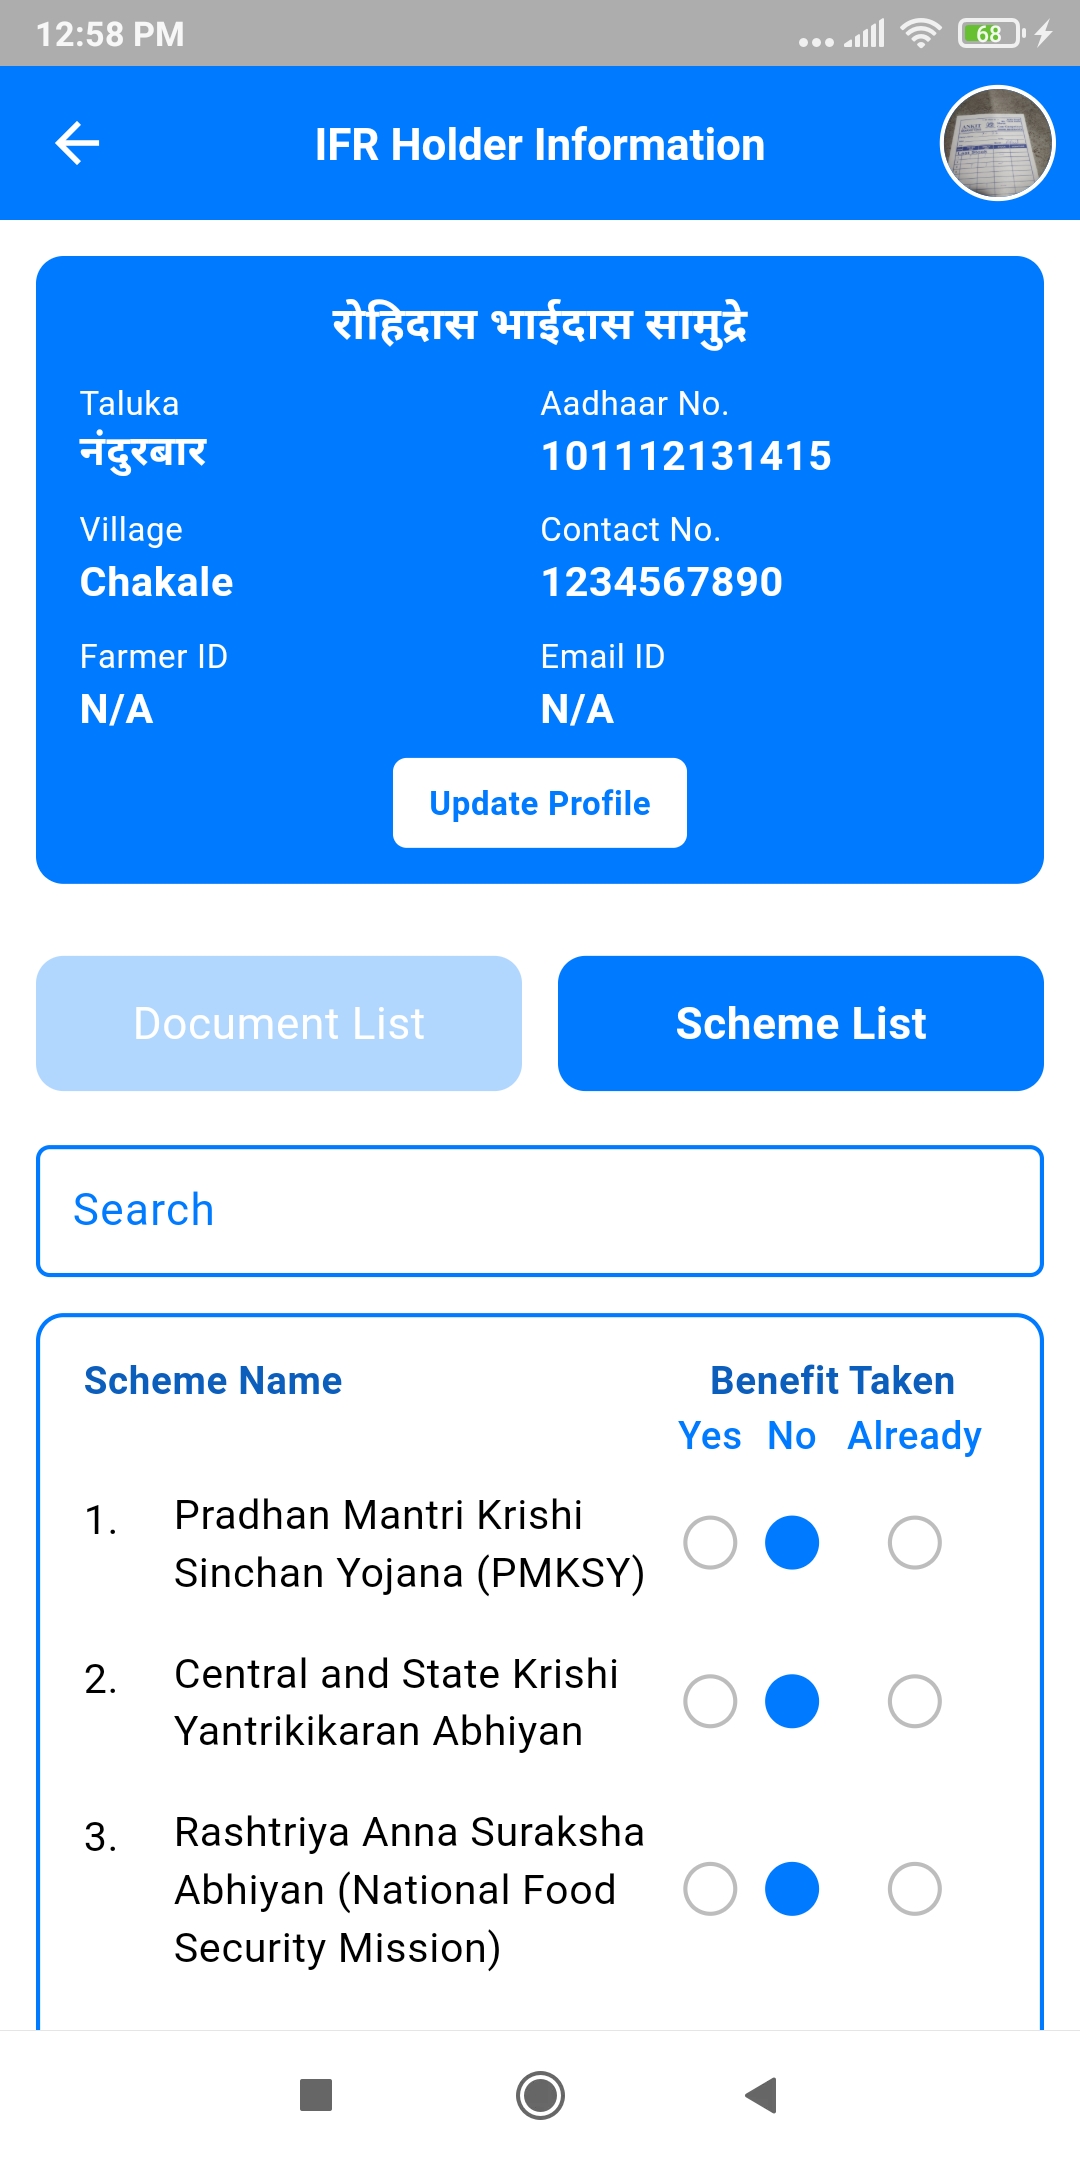 12:58 PM
68
IFR Holder Information
रोहिदास भाईदास सामुद्रे
Taluka
नंदुरबार
Aadhaar No.
101112131415
Village
Chakale
Contact No.
1234567890
Farmer ID
N/A
Email ID
N/A
Update Profile
Document List
Scheme List
Search
Scheme Name
Benefit Taken
Yes No Already
1. Pradhan Mantri Krishi
Sinchan Yojana (PMKSY)
2. Central and State Krishi
Yantrikikaran Abhiyan
3. Rashtriya Anna Suraksha
Abhiyan (National Food
Security Mission)